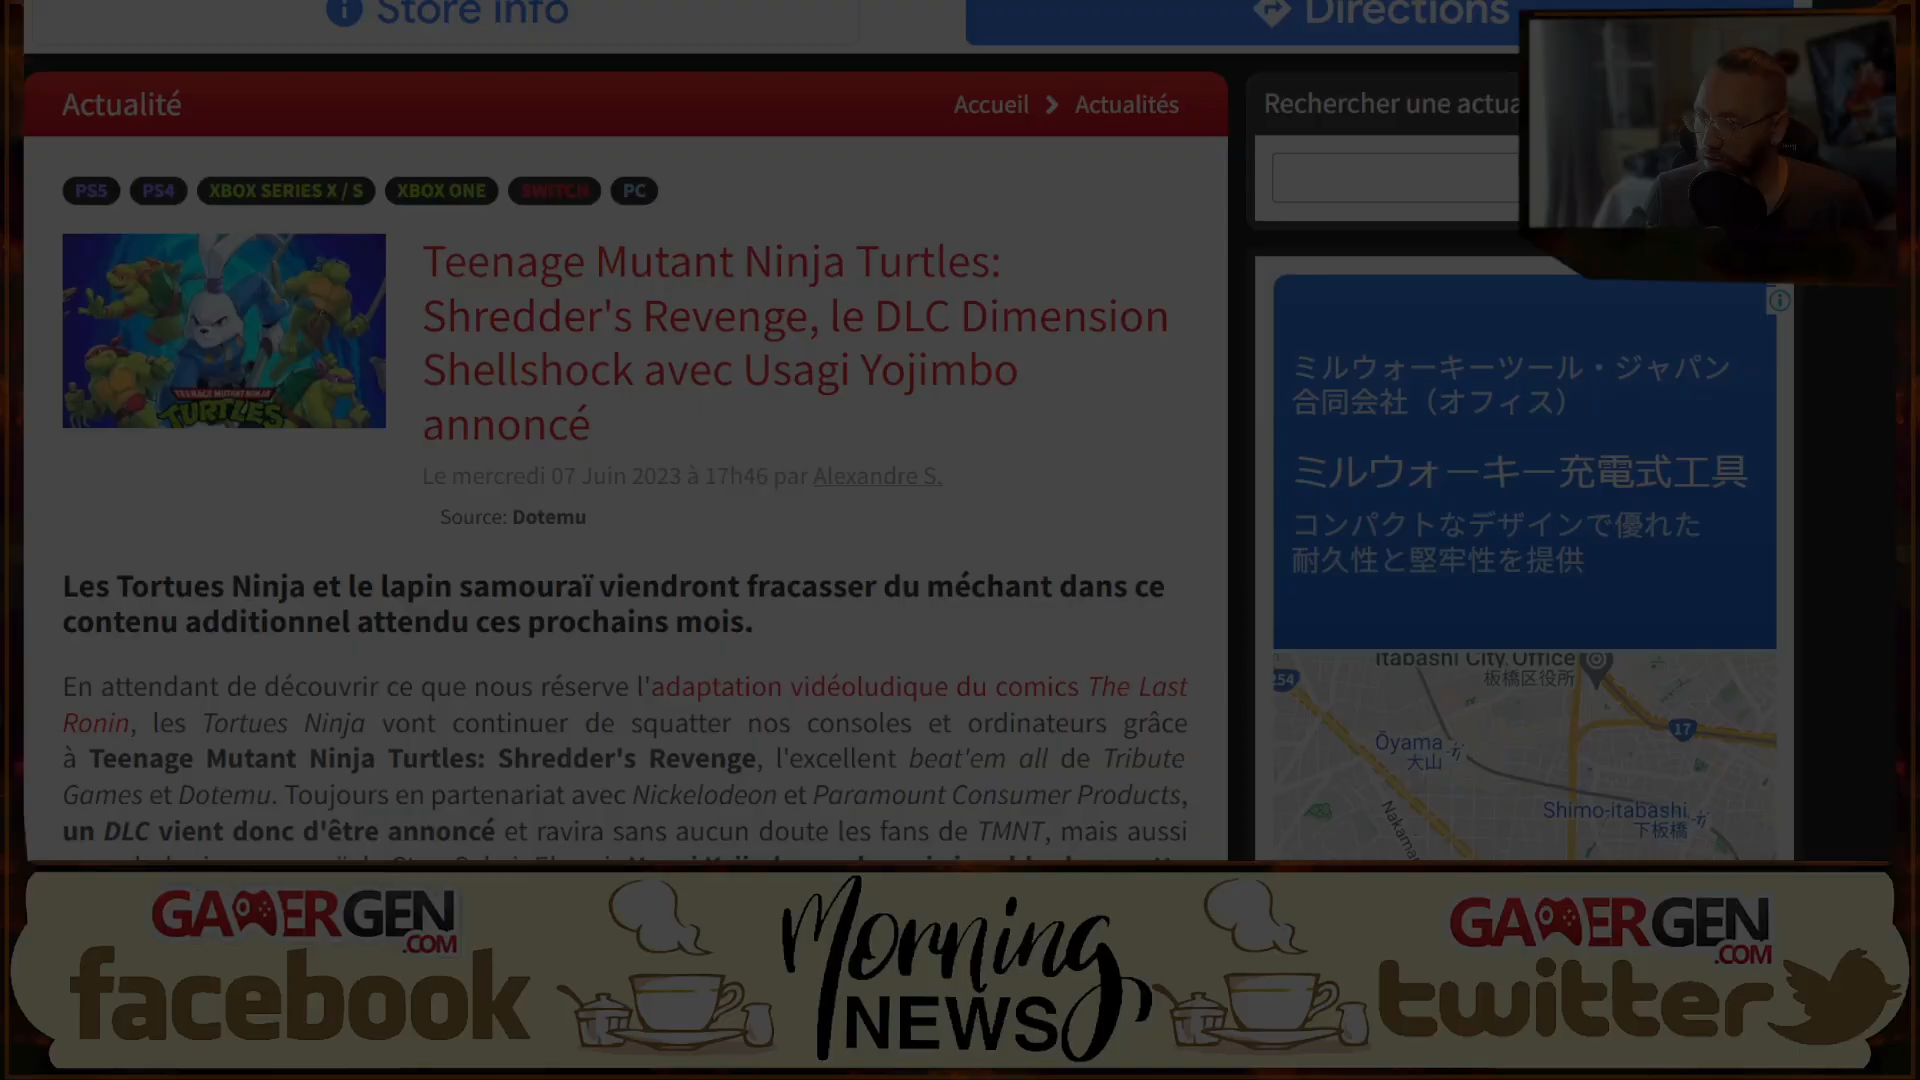 Store info
Directions
Actualité
Accueil > Actualités
Rechercher une actua
PS5 PS4 XBOX SERIES X / S XBOX ONE SWITCH PC
TEENAGE MUTANT NINJA
TURTLES
Teenage Mutant Ninja Turtles:
Shredder's Revenge, le DLC Dimension
Shellshock avec Usagi Yojimbo
annoncé
Le mercredi 07 Juin 2023 à 17h46 par Alexandre S.
Source: Dotemu
Les Tortues Ninja et le lapin samouraï viendront fracasser du méchant dans ce
contenu additionnel attendu ces prochains mois.
En attendant de découvrir ce que nous réserve l'adaptation vidéoludique du comics The Last
Ronin, les Tortues Ninja vont continuer de squatter nos consoles et ordinateurs grâce
à Teenage Mutant Ninja Turtles: Shredder's Revenge, l'excellent beat'em all de Tribute
Games et Dotemu. Toujours en partenariat avec Nickelodeon et Paramount Consumer Products,
un DLC vient donc d'être annoncé et ravira sans aucun doute les fans de TMNT, mais aussi
ミルウォーキーツール・ジャパン
合同会社（オフィス）
ミルウォーキー充電式工具
コンパクトなデザインで優れた
耐久性と堅牢性を提供
Itabashi City Office
板橋区役所
254
17
Ōyama
大山
Shimo-itabashi
下板橋
Nakama
GAMERGEN
.COM
facebook
Morning
NEWS
GAMERGEN
.COM
twitter